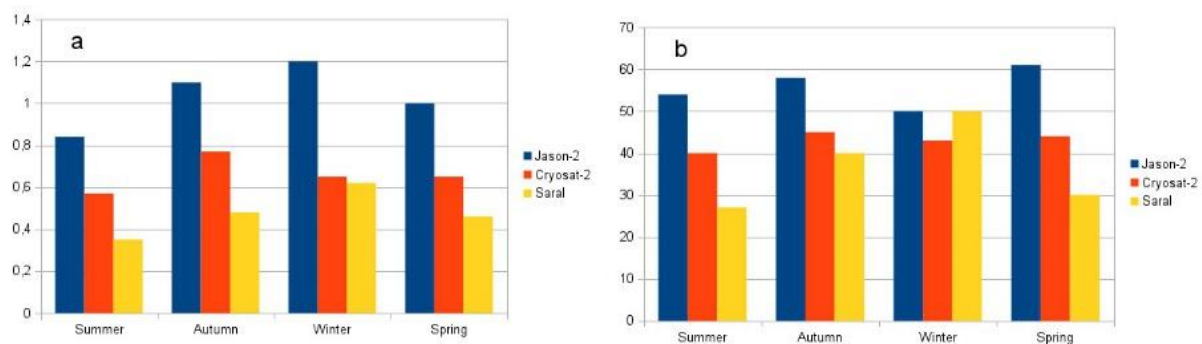 a
1,4
1,2
1
0,8
0,6
0,4
0,2
0
Summer Autumn Winter Spring
Jason-2
Cryosat-2
Saral
b
70
60
50
40
30
20
10
0
Summer Autumn Winter Spring
Jason-2
Cryosat-2
Saral